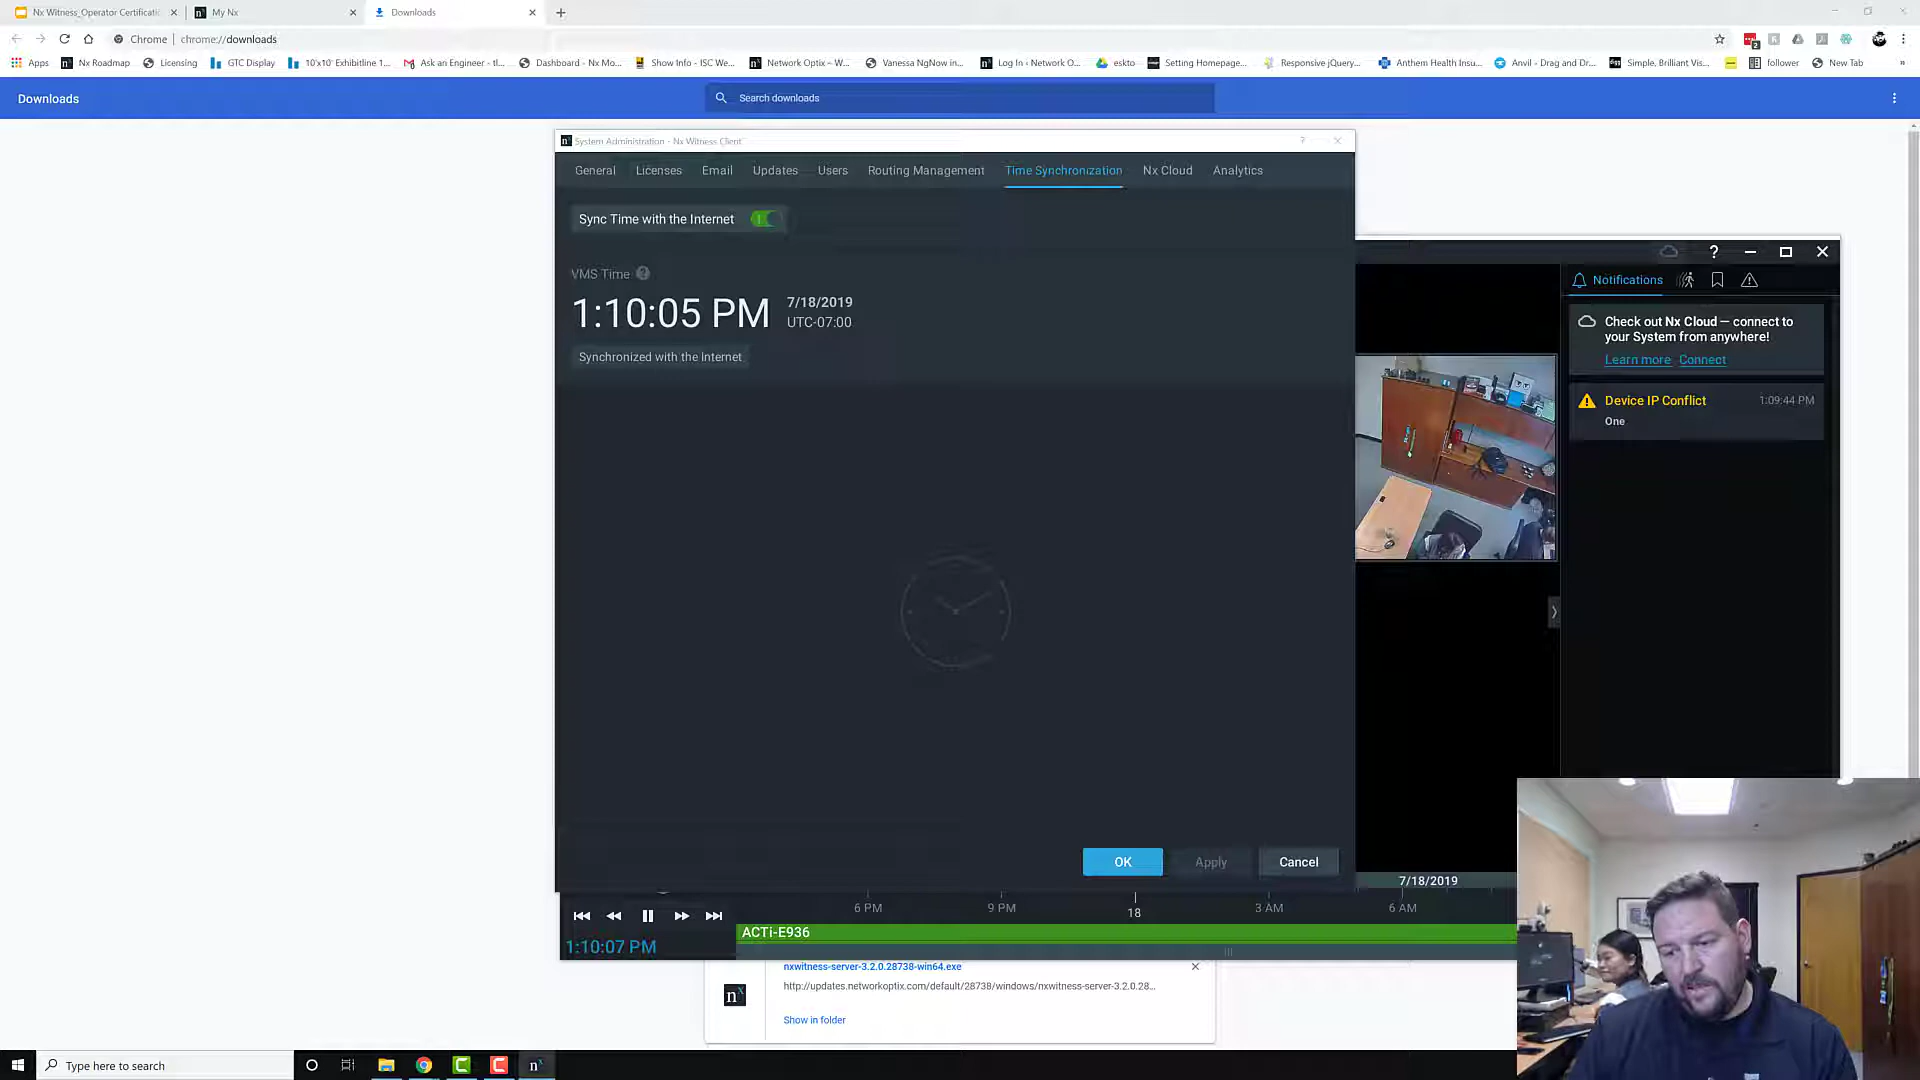 Nx Witness_Operator Certificati
My Nx
Downloads
Chrome
chrome://downloads
Apps
Nx Roadmap
Licensing
GTC Display
10'x10' Exhibitline 1...
Ask an Engineer - tl...
Dashboard - Nx Mo...
Show Info - ISC We...
Network Optix – W...
Vanessa NgNow in...
Log In ‹ Network O...
eskto
Setting Homepage...
Responsive jQuery...
Anthem Health Insu...
Anvil - Drag and Dr...
Simple, Brilliant Vis...
follower
New Tab
Downloads
Search downloads
System Administration - Nx Witness Client
General
Licenses
Email
Updates
Users
Routing Management
Time Synchronization
Nx Cloud
Analytics
Sync Time with the Internet
VMS Time
1:10:05 PM
7/18/2019
UTC-07:00
Synchronized with the Internet
Notifications
Check out Nx Cloud — connect to
your System from anywhere!
Learn more Connect
Device IP Conflict
1:09:44 PM
One
OK
Apply
Cancel
7/18/2019
6 PM
9 PM
18
3 AM
6 AM
ACTi-E936
1:10:07 PM
nxwitness-server-3.2.0.28738-win64.exe
http://updates.networkoptix.com/default/28738/windows/nxwitness-server-3.2.0.28...
Show in folder
Type here to search